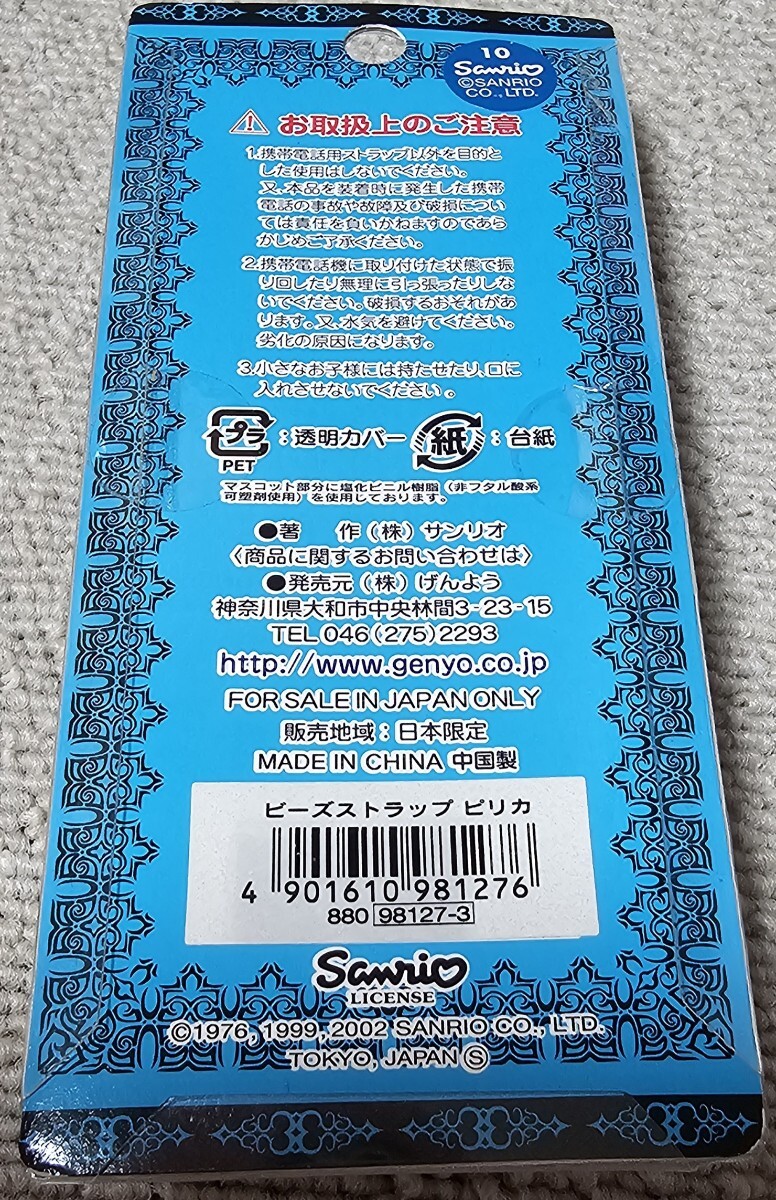 10
Sanrio
©SANRIO
CO., LTD.
⚠ お取扱上のご注意
1.携帯電話用ストラップ以外を目的と
した使用はしないでください。
又、本品を装着時に発生した携帯
電話の事故や故障及び破損につい
ては責任を負いかねますのであら
かじめご了承ください。
2.携帯電話機に取り付けた状態で振
り回したり無理に引っ張ったりしな
いでください。破損するおそれがあ
ります。又、水気を避けてください。
劣化の原因になります。
3.小さなお子様には持たせたり、口に
入れさせないでください。
プラ PET :透明カバー 紙 :台紙
マスコット部分に塩化ビニル樹脂(非フタル酸系
可塑剤使用)を使用しております。
●著 作(株)サンリオ
〈商品に関するお問い合わせは〉
●発売元(株)げんよう
神奈川県大和市中央林間3-23-15
TEL 046(275)2293
http://www.genyo.co.jp
FOR SALE IN JAPAN ONLY
販売地域:日本限定
MADE IN CHINA 中国製
ビーズストラップ ピリカ
4 901610 981276
880 98127-3
Sanrio
LICENSE
©1976, 1999, 2002 SANRIO CO., LTD.
TOKYO, JAPAN Ⓢ